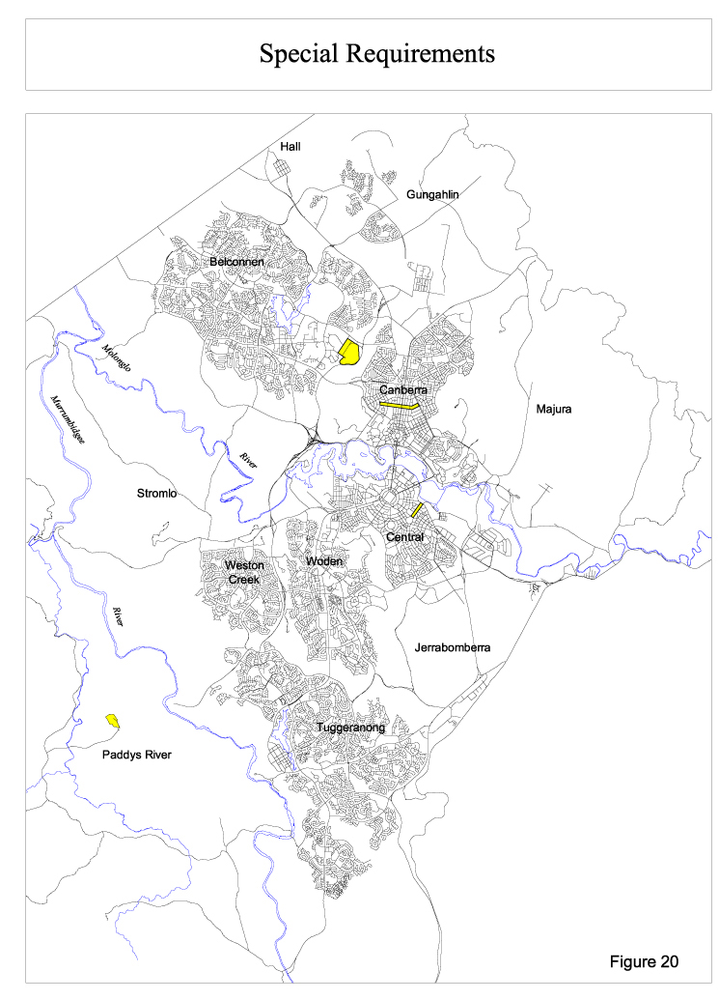 Special Requirements
Hall
Gungahlin
Belconnen
Molonglo
Canberra
Murrumbidgee
Majura
River
Stromlo
Central
Weston
Creek
Woden
River
Jerrabomberra
Tuggeranong
Paddys River
Figure 20